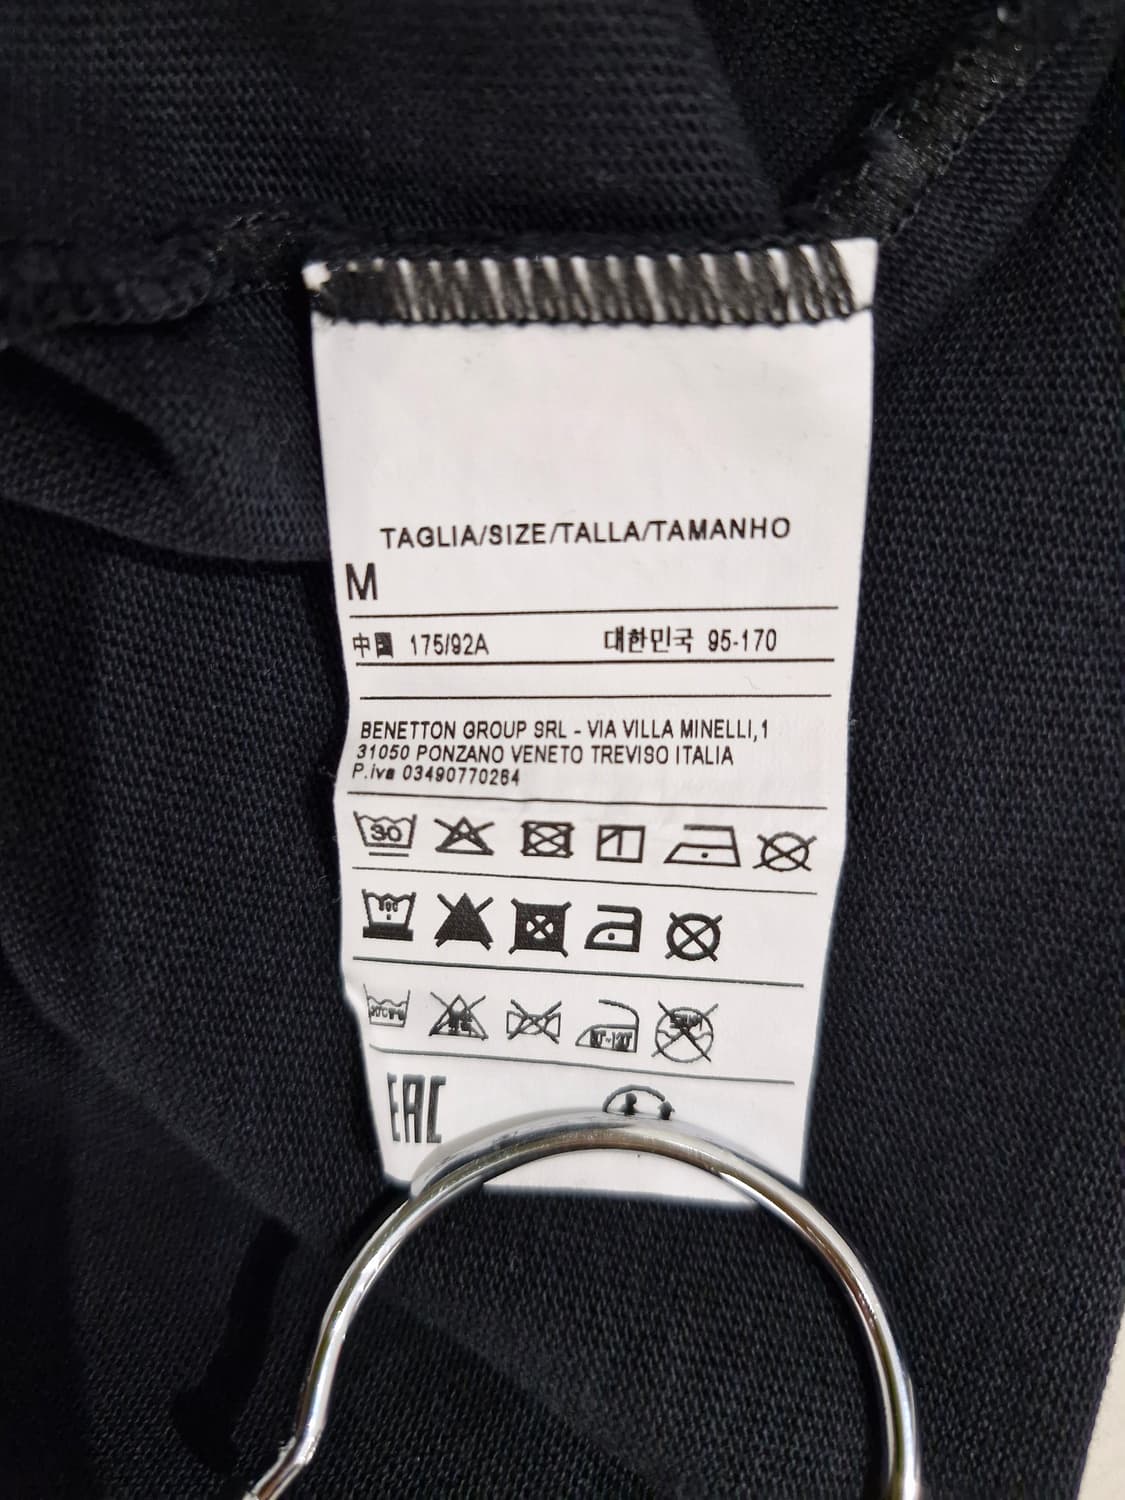 TAGLIA/SIZE/TALLA/TAMANHO
M
中國 175/92A 대한민국 95-170
BENETTON GROUP SRL - VIA VILLA MINELLI,1
31050 PONZANO VENETO TREVISO ITALIA
P.iva 03490770264
30
EAC